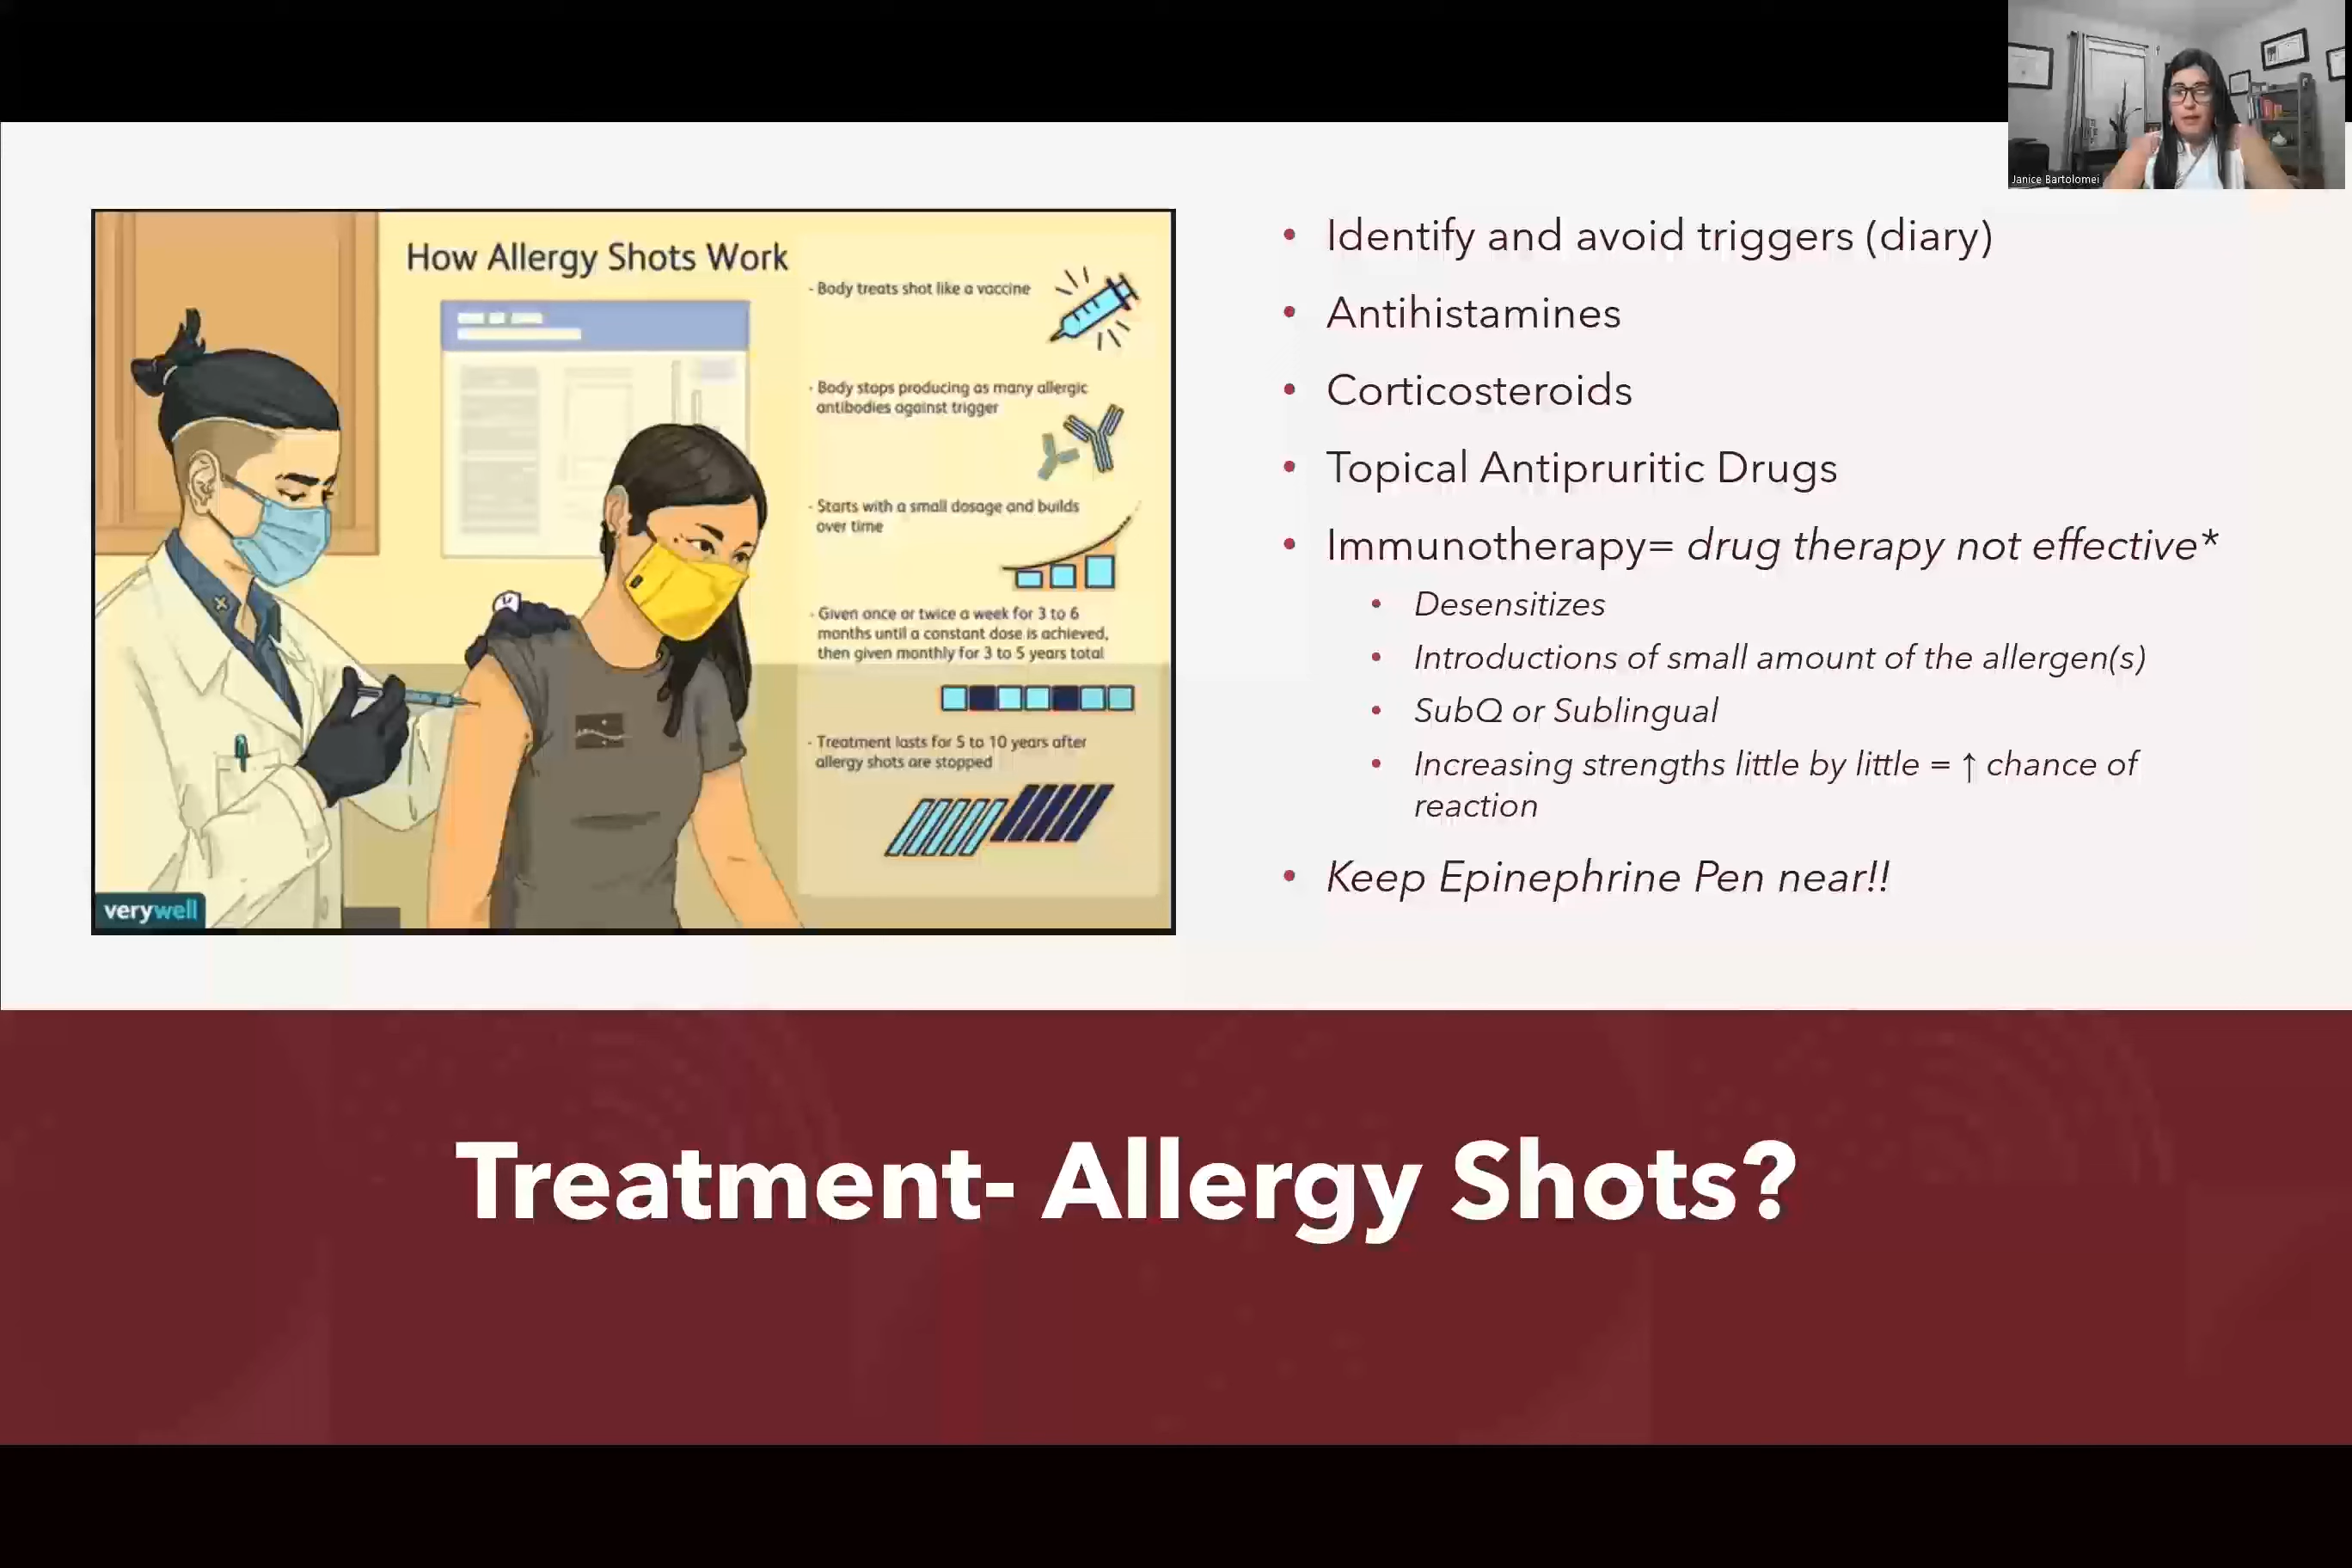 Janice Bartolomei
How Allergy Shots Work
- Body treats shot like a vaccine
- Body stops producing as many allergic
antibodies against trigger
- Starts with a small dosage and builds
over time
- Given once or twice a week for 3 to 6
months until a constant dose is achieved,
then given monthly for 3 to 5 years total
- Treatment lasts for 5 to 10 years after
allergy shots are stopped
verywell
• Identify and avoid triggers (diary)
• Antihistamines
• Corticosteroids
• Topical Antipruritic Drugs
• Immunotherapy= drug therapy not effective*
• Desensitizes
• Introductions of small amount of the allergen(s)
• SubQ or Sublingual
• Increasing strengths little by little = ↑ chance of
reaction
• Keep Epinephrine Pen near!!
Treatment- Allergy Shots?